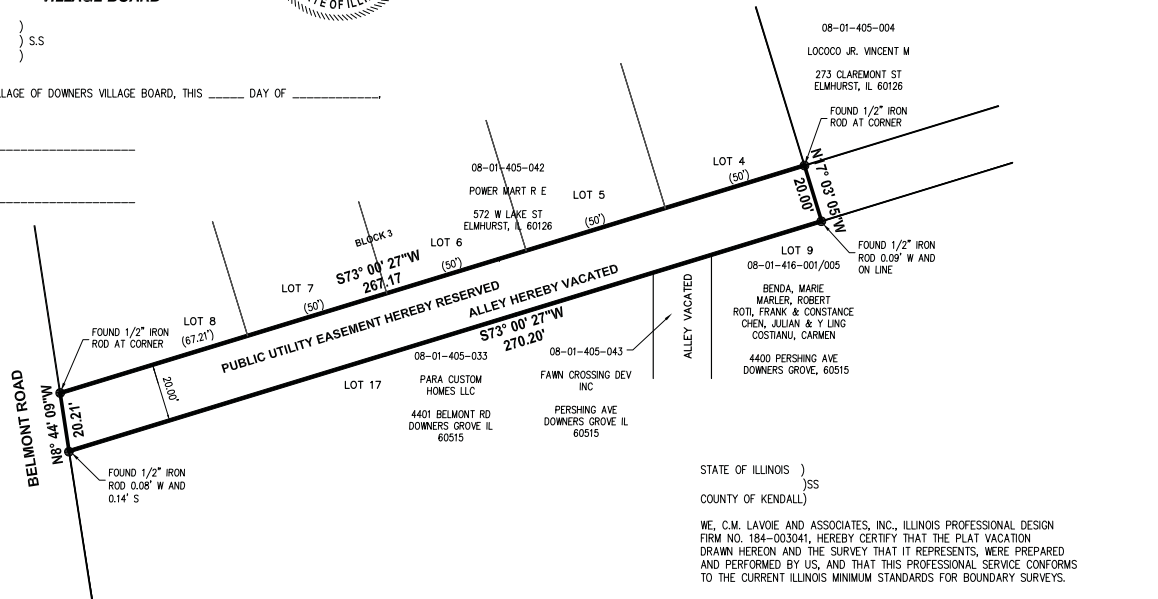 VILLAGE BOARD
TE OF ILLI
)
) S.S
)
LAGE OF DOWNERS VILLAGE BOARD, THIS _____ DAY OF ____________,
08-01-405-004
LOCOCO JR. VINCENT M
273 CLAREMONT ST
ELMHURST, IL 60126
FOUND 1/2" IRON
ROD AT CORNER
N17° 03' 05"W
20.00'
LOT 4
(50')
08-01-405-042
POWER MART R E
572 W LAKE ST
ELMHURST, IL 60126
LOT 5
(50')
BLOCK 3
LOT 6
(50')
S73° 00' 27"W
267.17
LOT 7
(50')
LOT 8
(67.21')
FOUND 1/2" IRON
ROD AT CORNER
PUBLIC UTILITY EASEMENT HEREBY RESERVED
ALLEY HEREBY VACATED
S73° 00' 27"W
270.20'
LOT 9
08-01-416-001/005
BENDA, MARIE
MARLER, ROBERT
ROTI, FRANK & CONSTANCE
CHEN, JULIAN & Y LING
COSTIANU, CARMEN
4400 PERSHING AVE
DOWNERS GROVE, 60515
FOUND 1/2" IRON
ROD 0.09' W AND
ON LINE
ALLEY VACATED
08-01-405-043
FAWN CROSSING DEV
INC
PERSHING AVE
DOWNERS GROVE IL
60515
08-01-405-033
PARA CUSTOM
HOMES LLC
4401 BELMONT RD
DOWNERS GROVE IL
60515
LOT 17
20.00'
BELMONT ROAD
N8° 44' 09"W
20.21'
FOUND 1/2" IRON
ROD 0.08' W AND
0.14' S
STATE OF ILLINOIS )
)SS
COUNTY OF KENDALL)
WE, C.M. LAVOIE AND ASSOCIATES, INC., ILLINOIS PROFESSIONAL DESIGN
FIRM NO. 184-003041, HEREBY CERTIFY THAT THE PLAT VACATION
DRAWN HEREON AND THE SURVEY THAT IT REPRESENTS, WERE PREPARED
AND PERFORMED BY US, AND THAT THIS PROFESSIONAL SERVICE CONFORMS
TO THE CURRENT ILLINOIS MINIMUM STANDARDS FOR BOUNDARY SURVEYS.